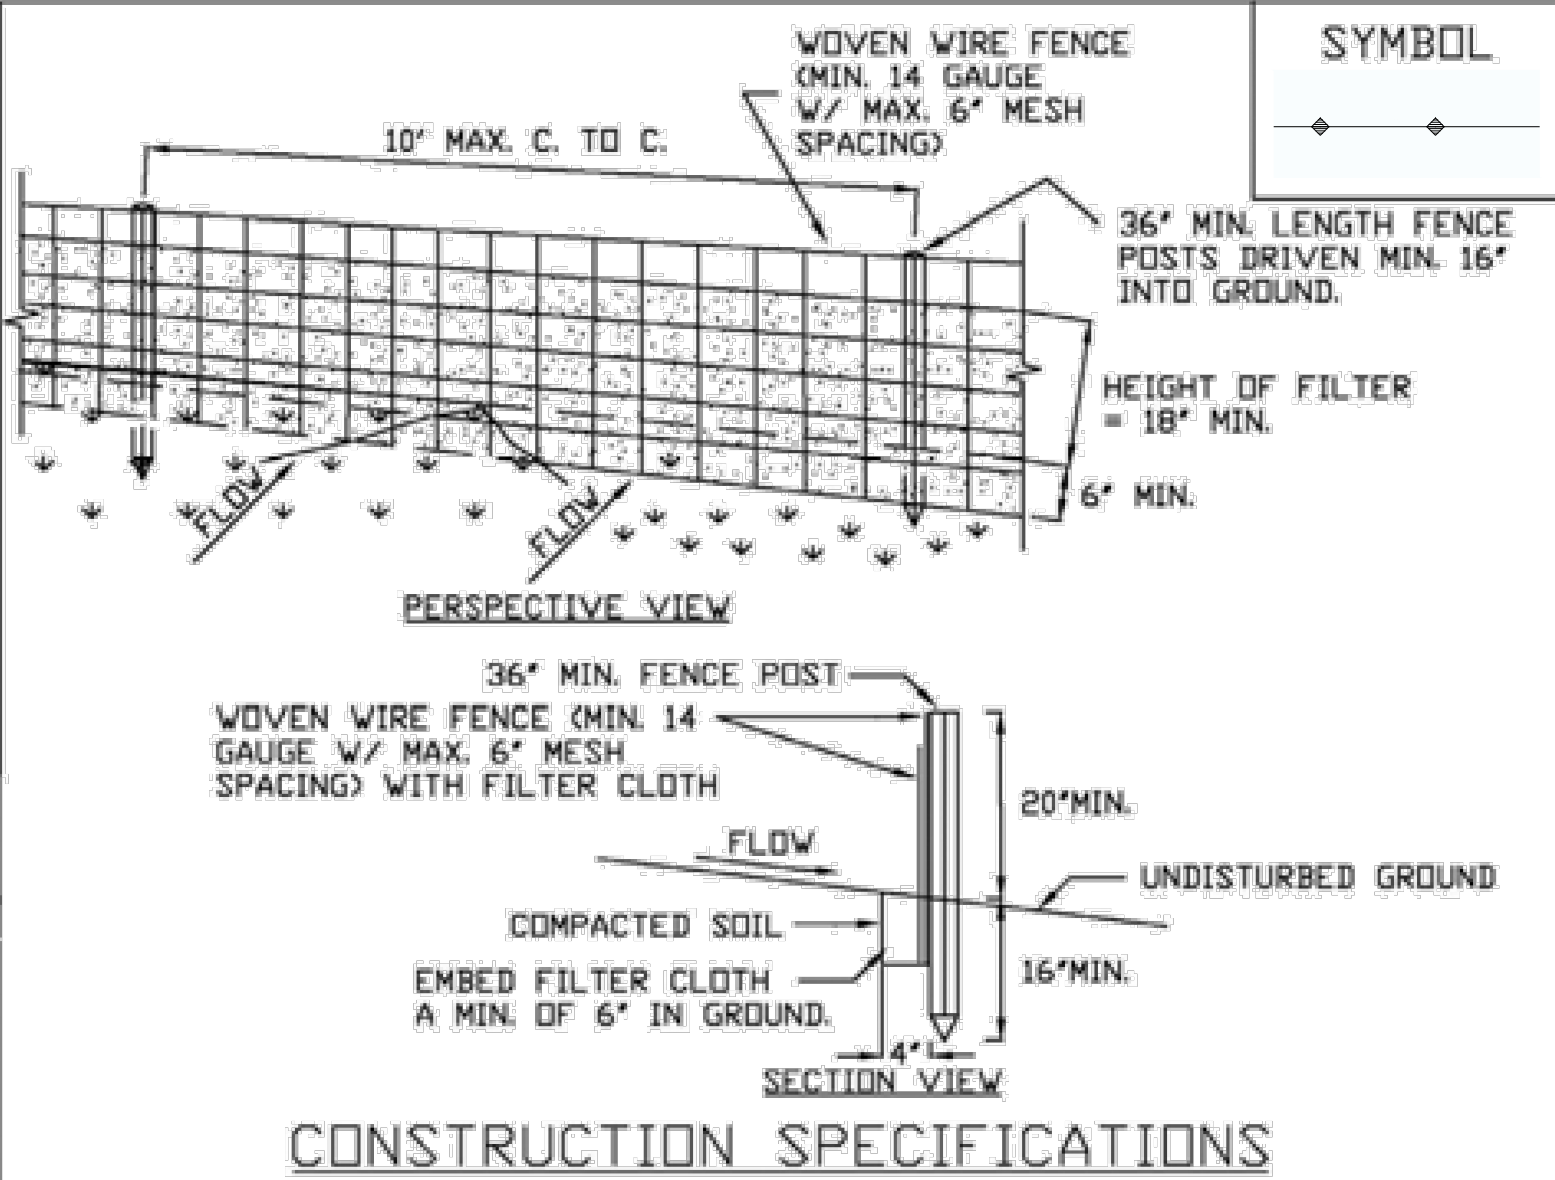 SYMBOL
WOVEN WIRE FENCE
(MIN. 14 GAUGE
W/ MAX. 6" MESH
SPACING)
10' MAX. C. TO C.
36" MIN. LENGTH FENCE
POSTS DRIVEN MIN. 16"
INTO GROUND.
HEIGHT OF FILTER
= 18" MIN.
6" MIN.
FLOW
FLOW
PERSPECTIVE VIEW
36" MIN. FENCE POST
WOVEN WIRE FENCE (MIN. 14
GAUGE W/ MAX. 6" MESH
SPACING) WITH FILTER CLOTH
20"MIN.
FLOW
UNDISTURBED GROUND
COMPACTED SOIL
EMBED FILTER CLOTH
A MIN. OF 6" IN GROUND.
16"MIN.
4"
SECTION VIEW
CONSTRUCTION SPECIFICATIONS